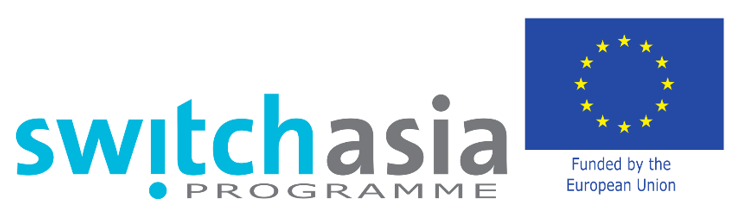 switchasia
PROGRAMME
Funded by the
European Union